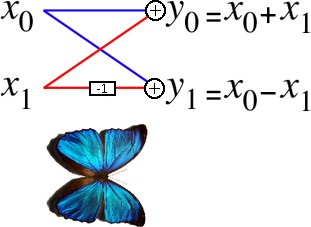 x₀ + y₀ = x₀ + x₁
x₁ -1 + y₁ = x₀ − x₁